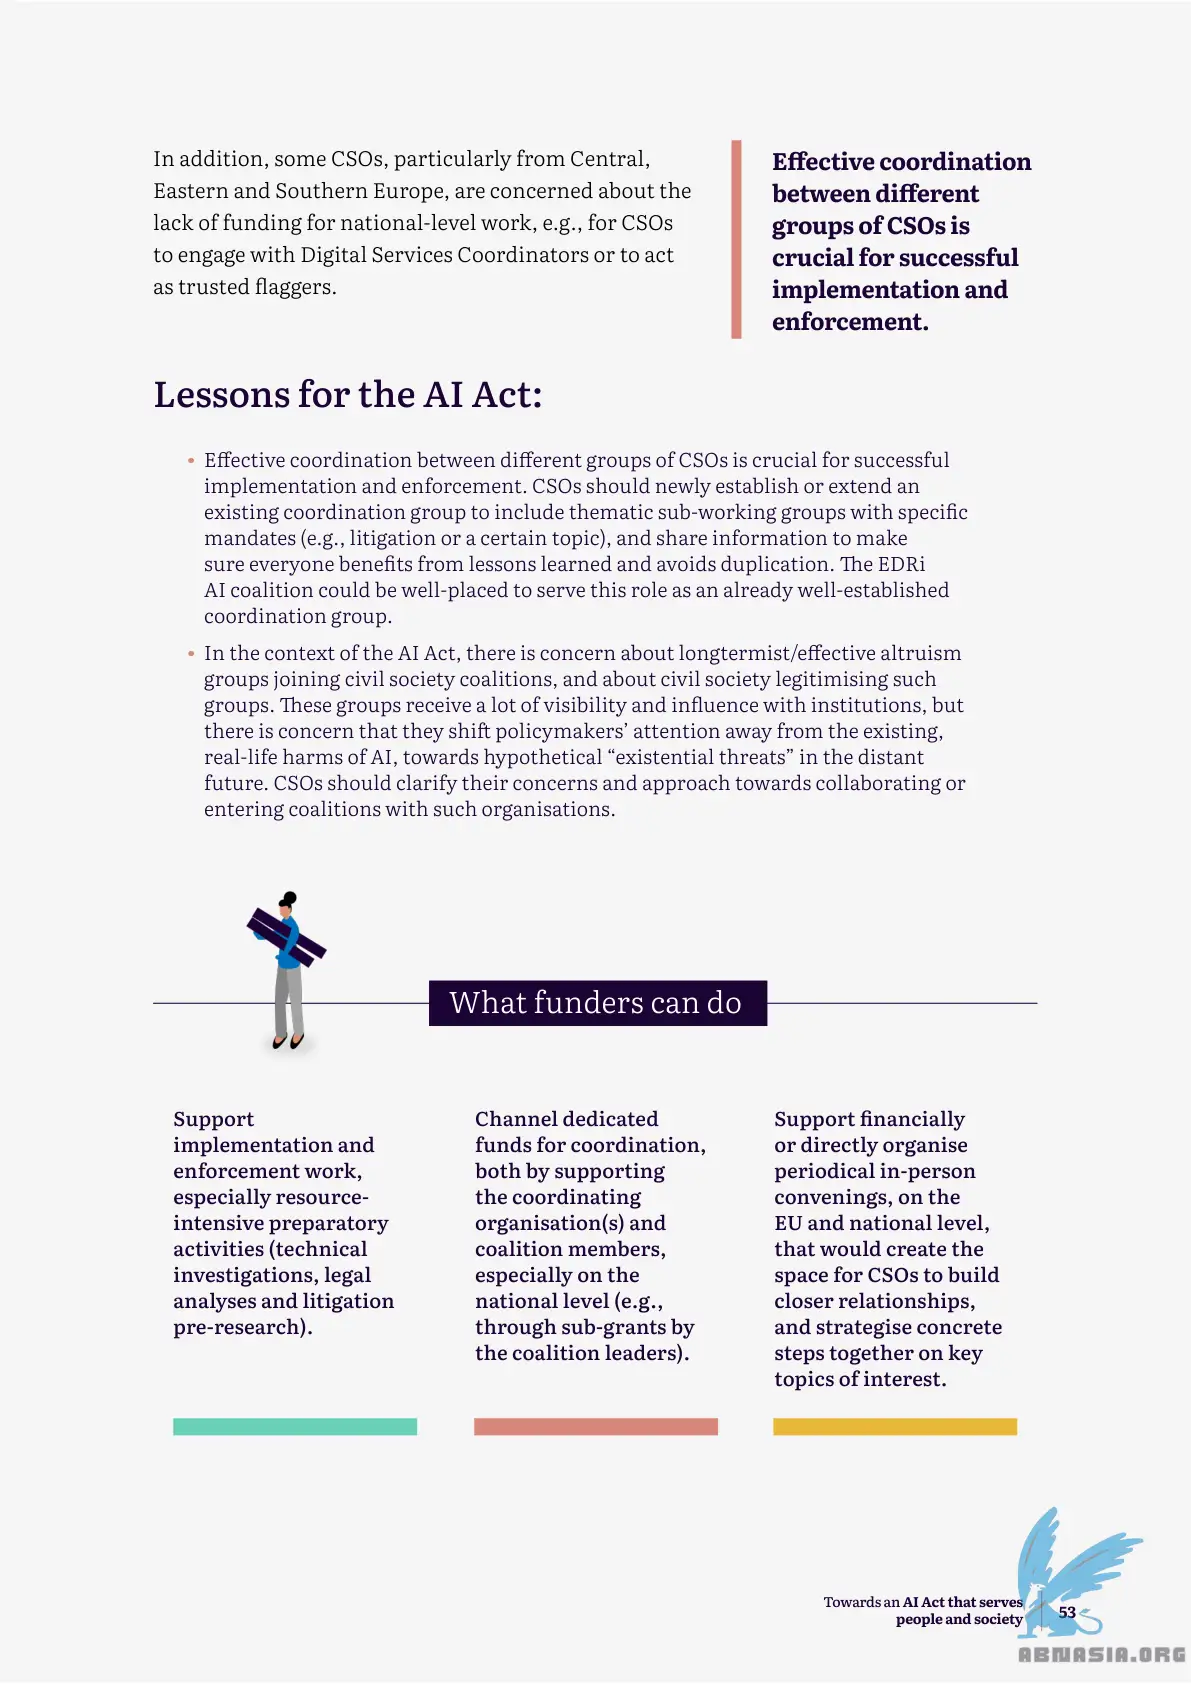 In addition, some CSOs, particularly from Central,
Eastern and Southern Europe, are concerned about the
lack of funding for national-level work, e.g., for CSOs
to engage with Digital Services Coordinators or to act
as trusted flaggers.
Effective coordination
between different
groups of CSOs is
crucial for successful
implementation and
enforcement.
Lessons for the AI Act:
• Effective coordination between different groups of CSOs is crucial for successful
implementation and enforcement. CSOs should newly establish or extend an
existing coordination group to include thematic sub-working groups with specific
mandates (e.g., litigation or a certain topic), and share information to make
sure everyone benefits from lessons learned and avoids duplication. The EDRi
AI coalition could be well-placed to serve this role as an already well-established
coordination group.
• In the context of the AI Act, there is concern about longtermist/effective altruism
groups joining civil society coalitions, and about civil society legitimising such
groups. These groups receive a lot of visibility and influence with institutions, but
there is concern that they shift policymakers’ attention away from the existing,
real-life harms of AI, towards hypothetical “existential threats” in the distant
future. CSOs should clarify their concerns and approach towards collaborating or
entering coalitions with such organisations.
What funders can do
Support
implementation and
enforcement work,
especially resource-
intensive preparatory
activities (technical
investigations, legal
analyses and litigation
pre-research).
Channel dedicated
funds for coordination,
both by supporting
the coordinating
organisation(s) and
coalition members,
especially on the
national level (e.g.,
through sub-grants by
the coalition leaders).
Support financially
or directly organise
periodical in-person
convenings, on the
EU and national level,
that would create the
space for CSOs to build
closer relationships,
and strategise concrete
steps together on key
topics of interest.
Towards an AI Act that serves
people and society
53
ABNASIA.ORG